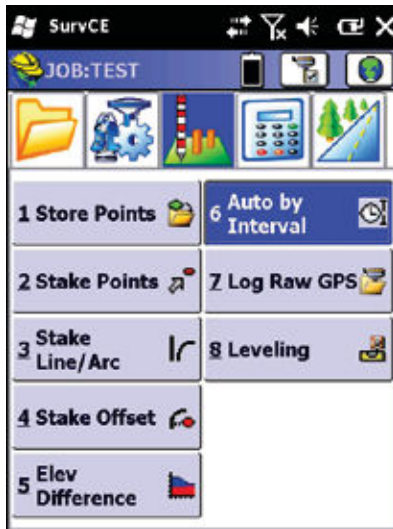 SurvCE
JOB:TEST
1 Store Points
6 Auto by
Interval
2 Stake Points
7 Log Raw GPS
3 Stake
Line/Arc
8 Leveling
4 Stake Offset
5 Elev
Difference